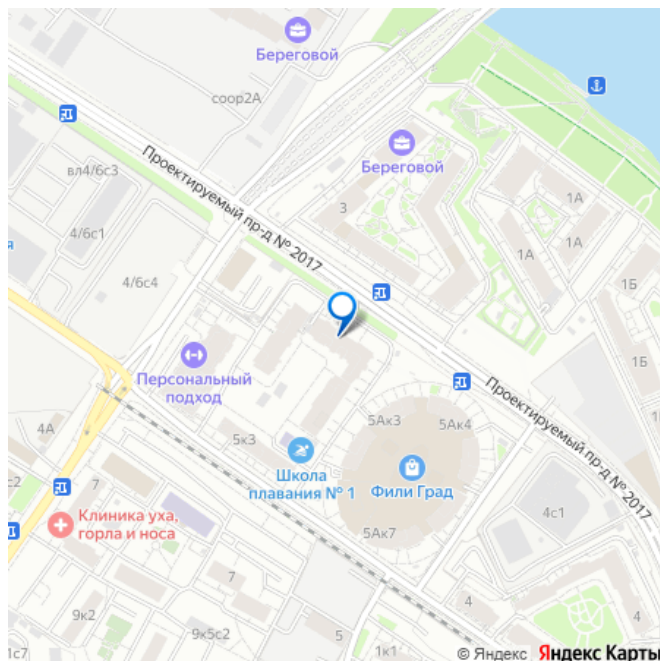 Береговой
соор2А
вл4/6с3
Проектируемый пр-д № 2017
Береговой
3
1А
1А
1А
4/6с1
я
4/6с4
1Б
1Б
Персональный
подход
5Ак3
5Ак4
Проектируемый пр-д № 2017
4А
5к3
Школа
плавания № 1
Фили Град
с2
7
4с1
Клиника уха,
горла и носа
5Ак7
7
4
4
9к2
9к5с2
5
1к1
1с7
© Яндекс Яндекс Карты